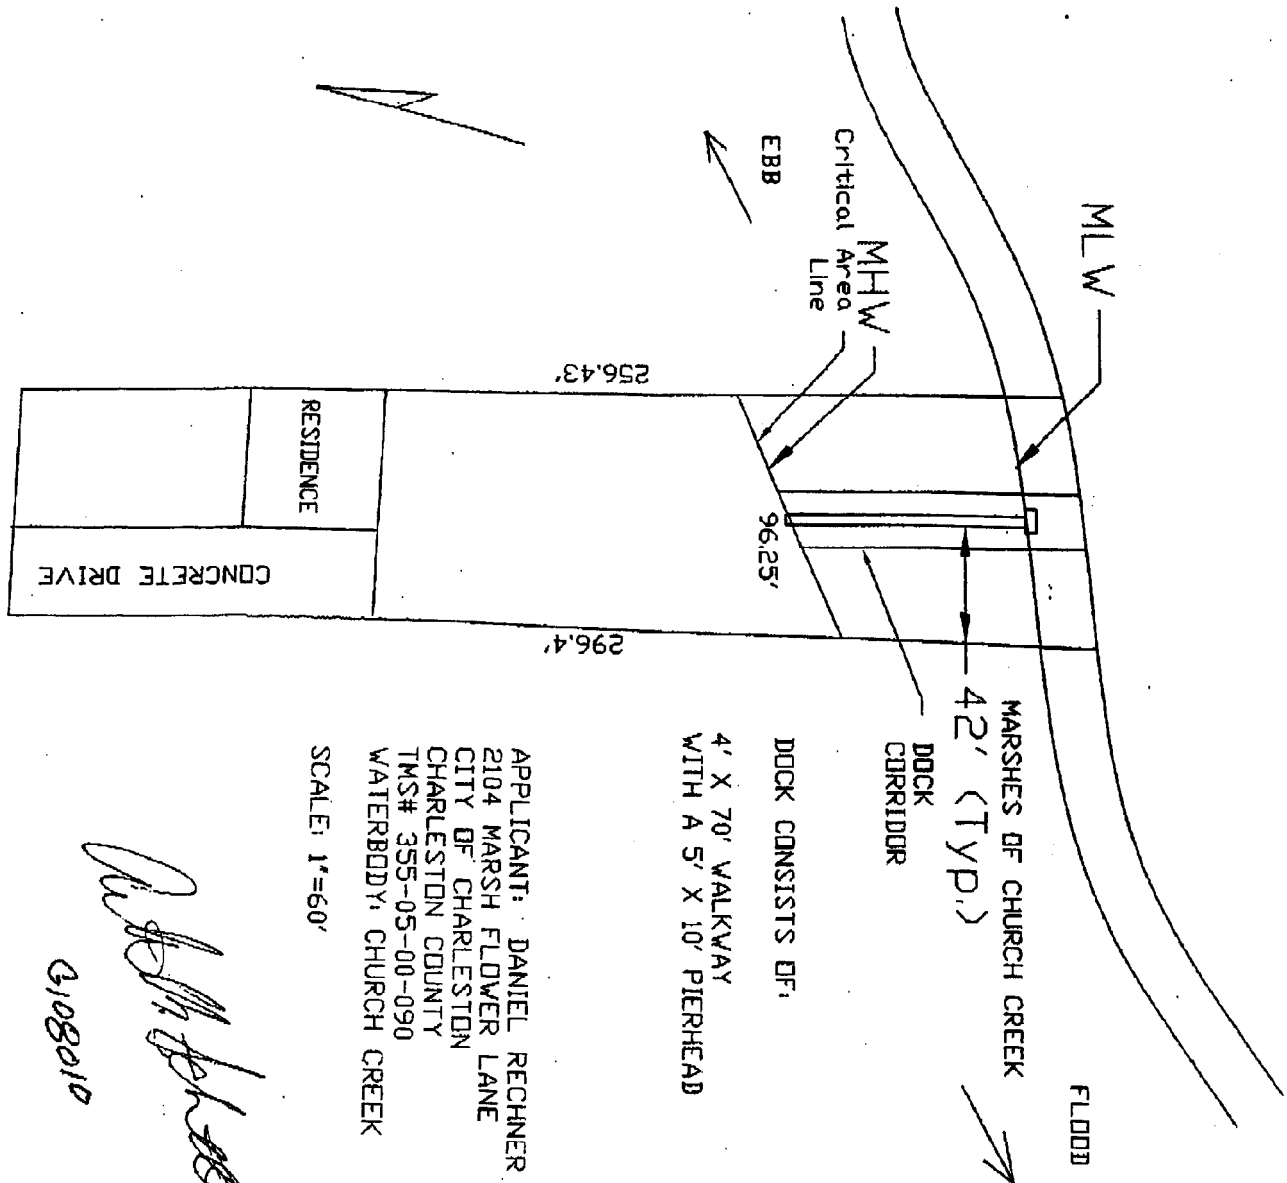 FLOOD
MLW
MARSHES OF CHURCH CREEK
42' (Typ.)
DOCK
CORRIDOR
EBB
Critical Area
Line
MHW
DOCK CONSISTS OF:
4' X 70' WALKWAY
WITH A 5' X 10' PIERHEAD
96.25'
256.43'
296.4'
RESIDENCE
CONCRETE DRIVE
APPLICANT: DANIEL RECHNER
2104 MARSH FLOWER LANE
CITY OF CHARLESTON
CHARLESTON COUNTY
TMS# 355-05-00-090
WATERBODY: CHURCH CREEK
SCALE: 1"=60'